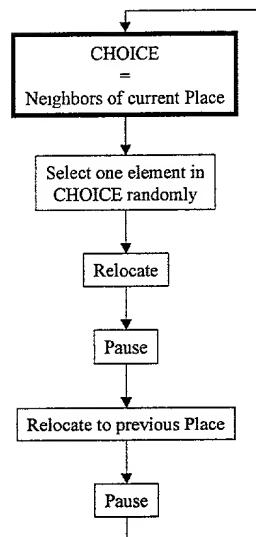 CHOICE
=
Neighbors of current Place
Select one element in
CHOICE randomly
Relocate
Pause
Relocate to previous Place
Pause